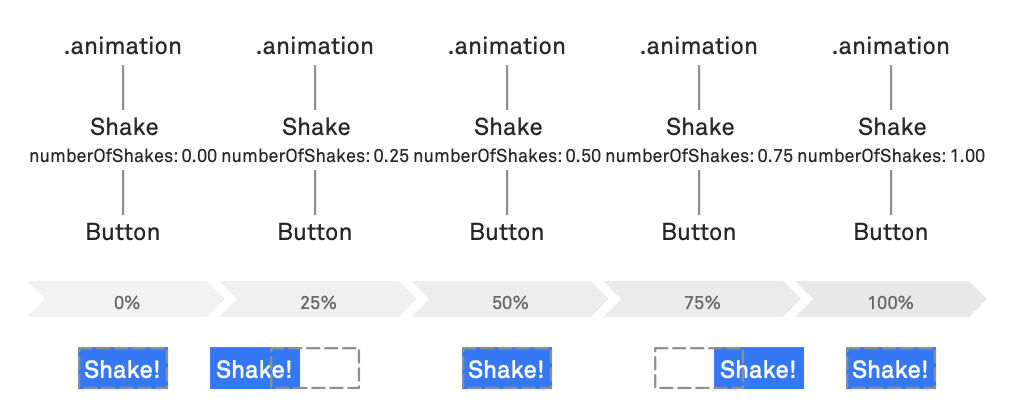 .animation .animation .animation .animation .animation
Shake Shake Shake Shake Shake
numberOfShakes: 0.00 numberOfShakes: 0.25 numberOfShakes: 0.50 numberOfShakes: 0.75 numberOfShakes: 1.00
Button Button Button Button Button
0% 25% 50% 75% 100%
Shake! Shake! Shake! Shake! Shake!